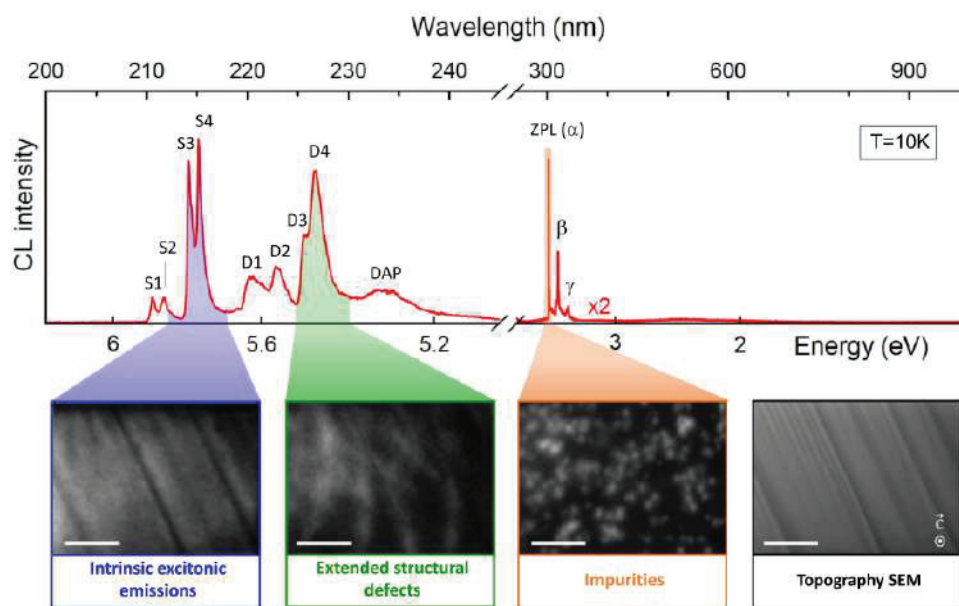 Wavelength (nm)
200 210 220 230 240 300 600 900
CL intensity
S1
S2
S3
S4
D1
D2
D3
D4
DAP
ZPL (α)
β
γ
x2
T=10K
6 5.6 5.2 3 2 Energy (eV)
C
Intrinsic excitonic
emissions
Extended structural
defects
Impurities
Topography SEM